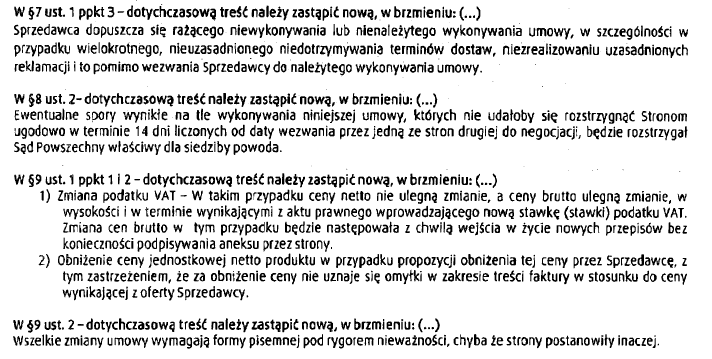 W §7 ust. 1 ppkt 3 – dotychczasową treść należy zastąpić nową, w brzmieniu: (...)
Sprzedawca dopuszcza się rażącego niewykonywania lub nienależytego wykonywania umowy, w szczególności w
przypadku wielokrotnego, nieuzasadnionego niedotrzymywania terminów dostaw, niezrealizowaniu uzasadnionych
reklamacji i to pomimo wezwania Sprzedawcy do należytego wykonywania umowy.
W §8 ust. 2– dotychczasową treść należy zastąpić nową, w brzmieniu: (...)
Ewentualne spory wynikłe na tle wykonywania niniejszej umowy, których nie udałoby się rozstrzygnąć Stronom
ugodowo w terminie 14 dni liczonych od daty wezwania przez jedną ze stron drugiej do negocjacji, będzie rozstrzygał
Sąd Powszechny właściwy dla siedziby powoda.
W §9 ust. 1 ppkt 1 i 2 – dotychczasową treść należy zastąpić nową, w brzmieniu: (...)
1) Zmiana podatku VAT – W takim przypadku ceny netto nie ulegną zmianie, a ceny brutto ulegną zmianie, w
wysokości i w terminie wynikającymi z aktu prawnego wprowadzającego nową stawkę (stawki) podatku VAT.
Zmiana cen brutto w tym przypadku będzie następowała z chwilą wejścia w życie nowych przepisów bez
konieczności podpisywania aneksu przez strony.
2) Obniżenie ceny jednostkowej netto produktu w przypadku propozycji obniżenia tej ceny przez Sprzedawcę, z
tym zastrzeżeniem, że za obniżenie ceny nie uznaje się omyłki w zakresie treści faktury w stosunku do ceny
wynikającej z oferty Sprzedawcy.
W §9 ust. 2 – dotychczasową treść należy zastąpić nową, w brzmieniu: (...)
Wszelkie zmiany umowy wymagają formy pisemnej pod rygorem nieważności, chyba że strony postanowiły inaczej.